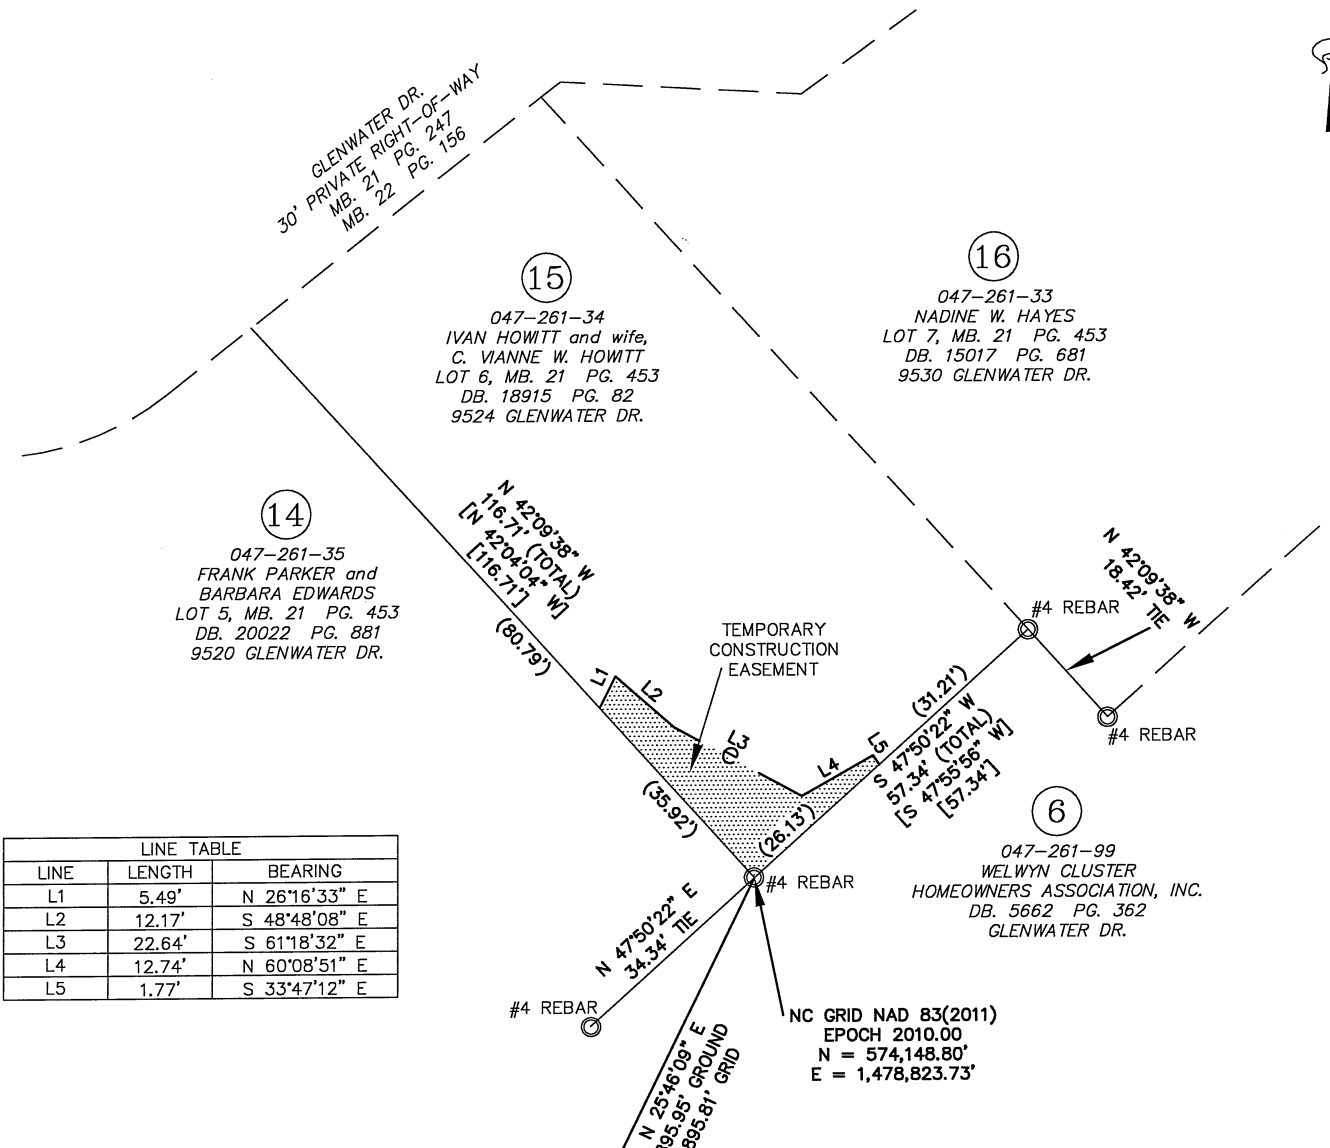 GLENWATER DR.
30' PRIVATE RIGHT-OF-WAY
MB. 21 PG. 247
MB. 22 PG. 156
15
047-261-34
IVAN HOWITT and wife,
C. VIANNE W. HOWITT
LOT 6, MB. 21 PG. 453
DB. 18915 PG. 82
9524 GLENWATER DR.
16
047-261-33
NADINE W. HAYES
LOT 7, MB. 21 PG. 453
DB. 15017 PG. 681
9530 GLENWATER DR.
14
047-261-35
FRANK PARKER and
BARBARA EDWARDS
LOT 5, MB. 21 PG. 453
DB. 20022 PG. 881
9520 GLENWATER DR.
N 42°09'38" W
116.71' (TOTAL)
[N 42°04'04" W]
[116.71']
(80.79')
N 42°09'38" W
18.42' TIE
#4 REBAR
#4 REBAR
TEMPORARY
CONSTRUCTION
EASEMENT
L1
L2
L3
(D)
L4
L5
(31.21')
S 47°50'22" W
57.34' (TOTAL)
[S 47°55'56" W]
[57.34']
(35.92')
(26.13')
#4 REBAR
6
047-261-99
WELWYN CLUSTER
HOMEOWNERS ASSOCIATION, INC.
DB. 5662 PG. 362
GLENWATER DR.
LINE TABLE
LINE LENGTH BEARING
L1 5.49' N 26°16'33" E
L2 12.17' S 48°48'08" E
L3 22.64' S 61°18'32" E
L4 12.74' N 60°08'51" E
L5 1.77' S 33°47'12" E
N 47°50'22" E
34.34' TIE
#4 REBAR
NC GRID NAD 83(2011)
EPOCH 2010.00
N = 574,148.80'
E = 1,478,823.73'
N 25°46'09" E
895.95' GROUND
895.81' GRID